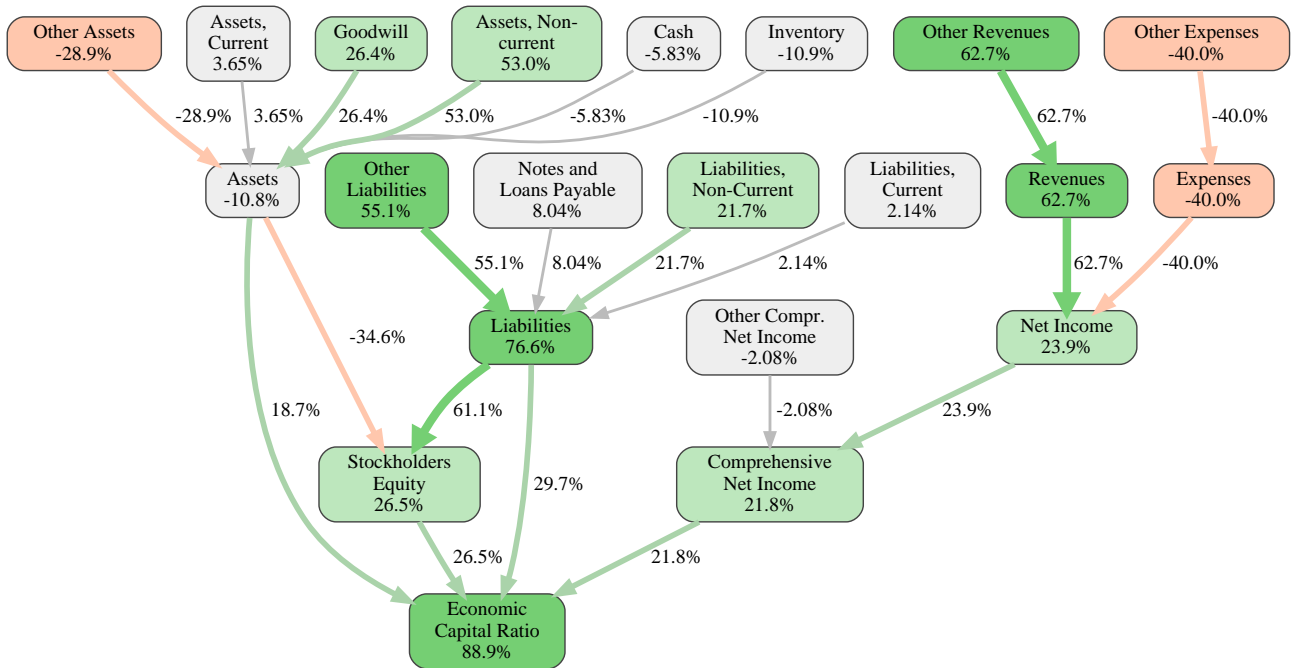 Other Assets
-28.9%
Assets,
Current
3.65%
Goodwill
26.4%
Assets, Non-
current
53.0%
Cash
-5.83%
Inventory
-10.9%
Other Revenues
62.7%
Other Expenses
-40.0%
-28.9%
3.65%
26.4%
53.0%
-5.83%
-10.9%
62.7%
-40.0%
Assets
-10.8%
Other
Liabilities
55.1%
Notes and
Loans Payable
8.04%
Liabilities,
Non-Current
21.7%
Liabilities,
Current
2.14%
Revenues
62.7%
Expenses
-40.0%
55.1%
8.04%
21.7%
2.14%
62.7%
-40.0%
-34.6%
Liabilities
76.6%
Other Compr.
Net Income
-2.08%
Net Income
23.9%
18.7%
61.1%
-2.08%
23.9%
Stockholders
Equity
26.5%
29.7%
Comprehensive
Net Income
21.8%
26.5%
21.8%
Economic
Capital Ratio
88.9%